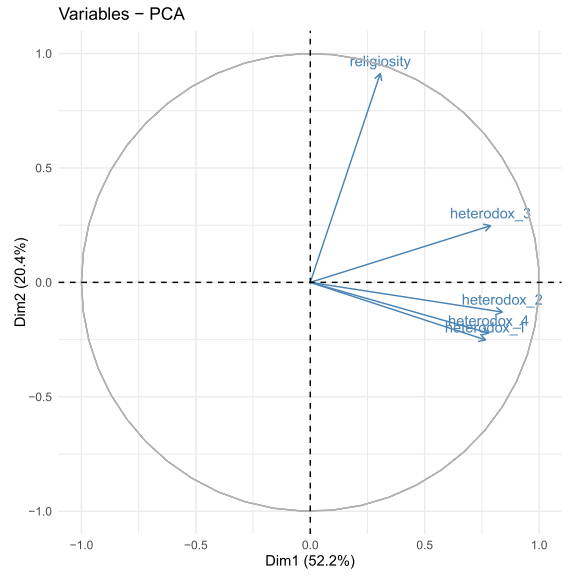 Variables − PCA
religiosity
heterodox_3
heterodox_2
heterodox_4
heterodox_1
1.0
0.5
0.0
−0.5
−1.0
Dim2 (20.4%)
−1.0
−0.5
0.0
0.5
1.0
Dim1 (52.2%)